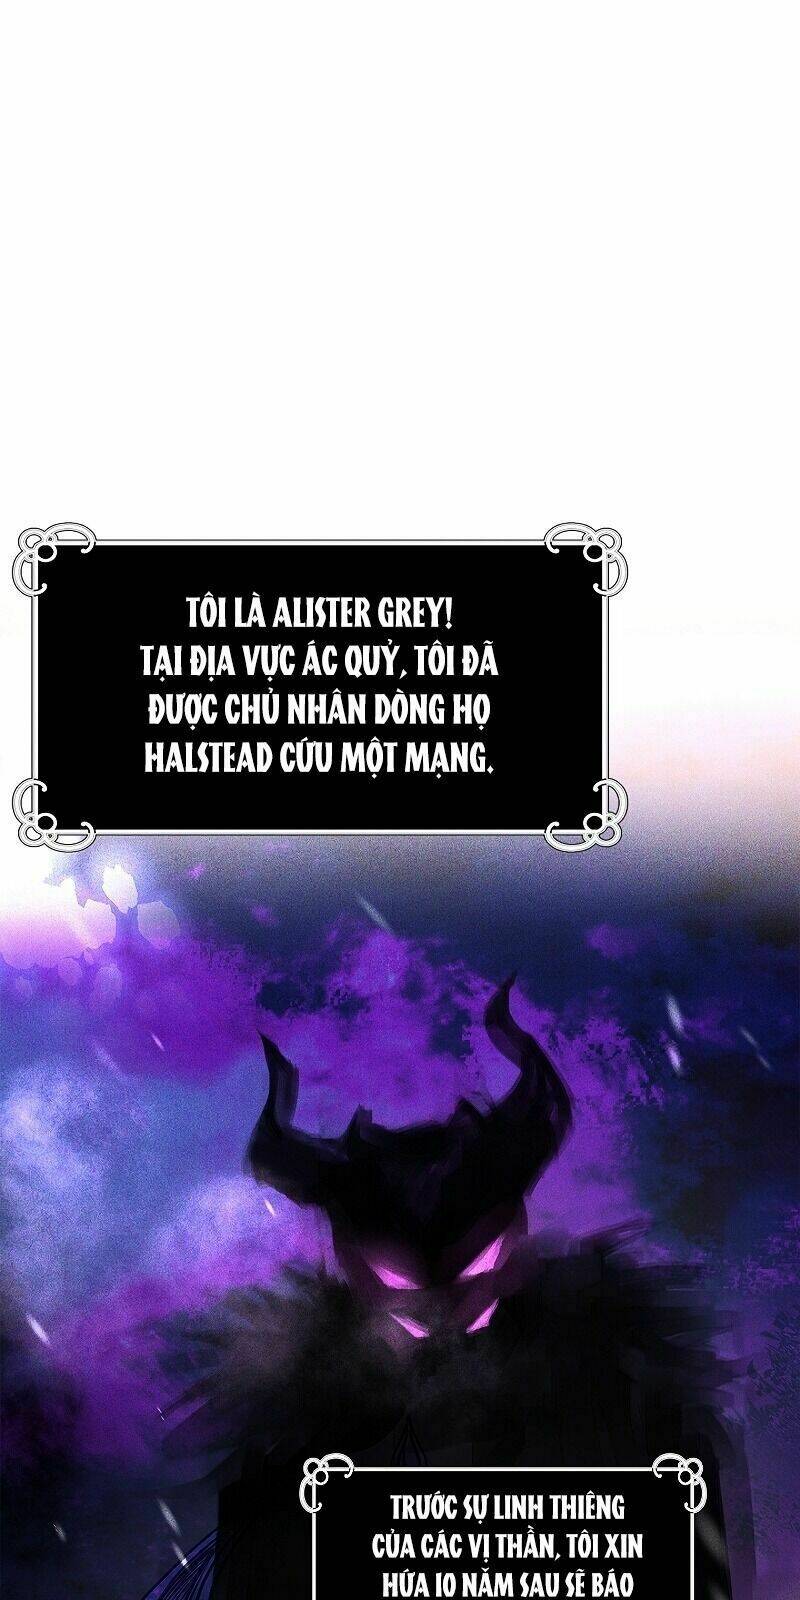 TÔI LÀ ALISTER GREY!
TẠI ĐỊA VỰC ÁC QUỶ, TÔI ĐÃ
ĐƯỢC CHỦ NHÂN DÒNG HỌ
HALSTEAD CỨU MỘT MẠNG.
TRƯỚC SỰ LINH THIÊNG
CỦA CÁC VỊ THẦN, TÔI XIN
HỨA 10 NĂM SAU SẼ BÁO